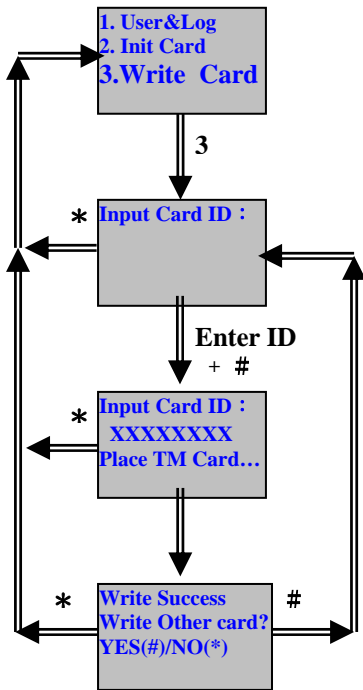 1. User&Log
2. Init Card
3.Write Card
3
*
Input Card ID：
Enter ID
+ #
*
Input Card ID：
XXXXXXXX
Place TM Card…
*
Write Success
Write Other card?
YES(#)/NO(*)
#